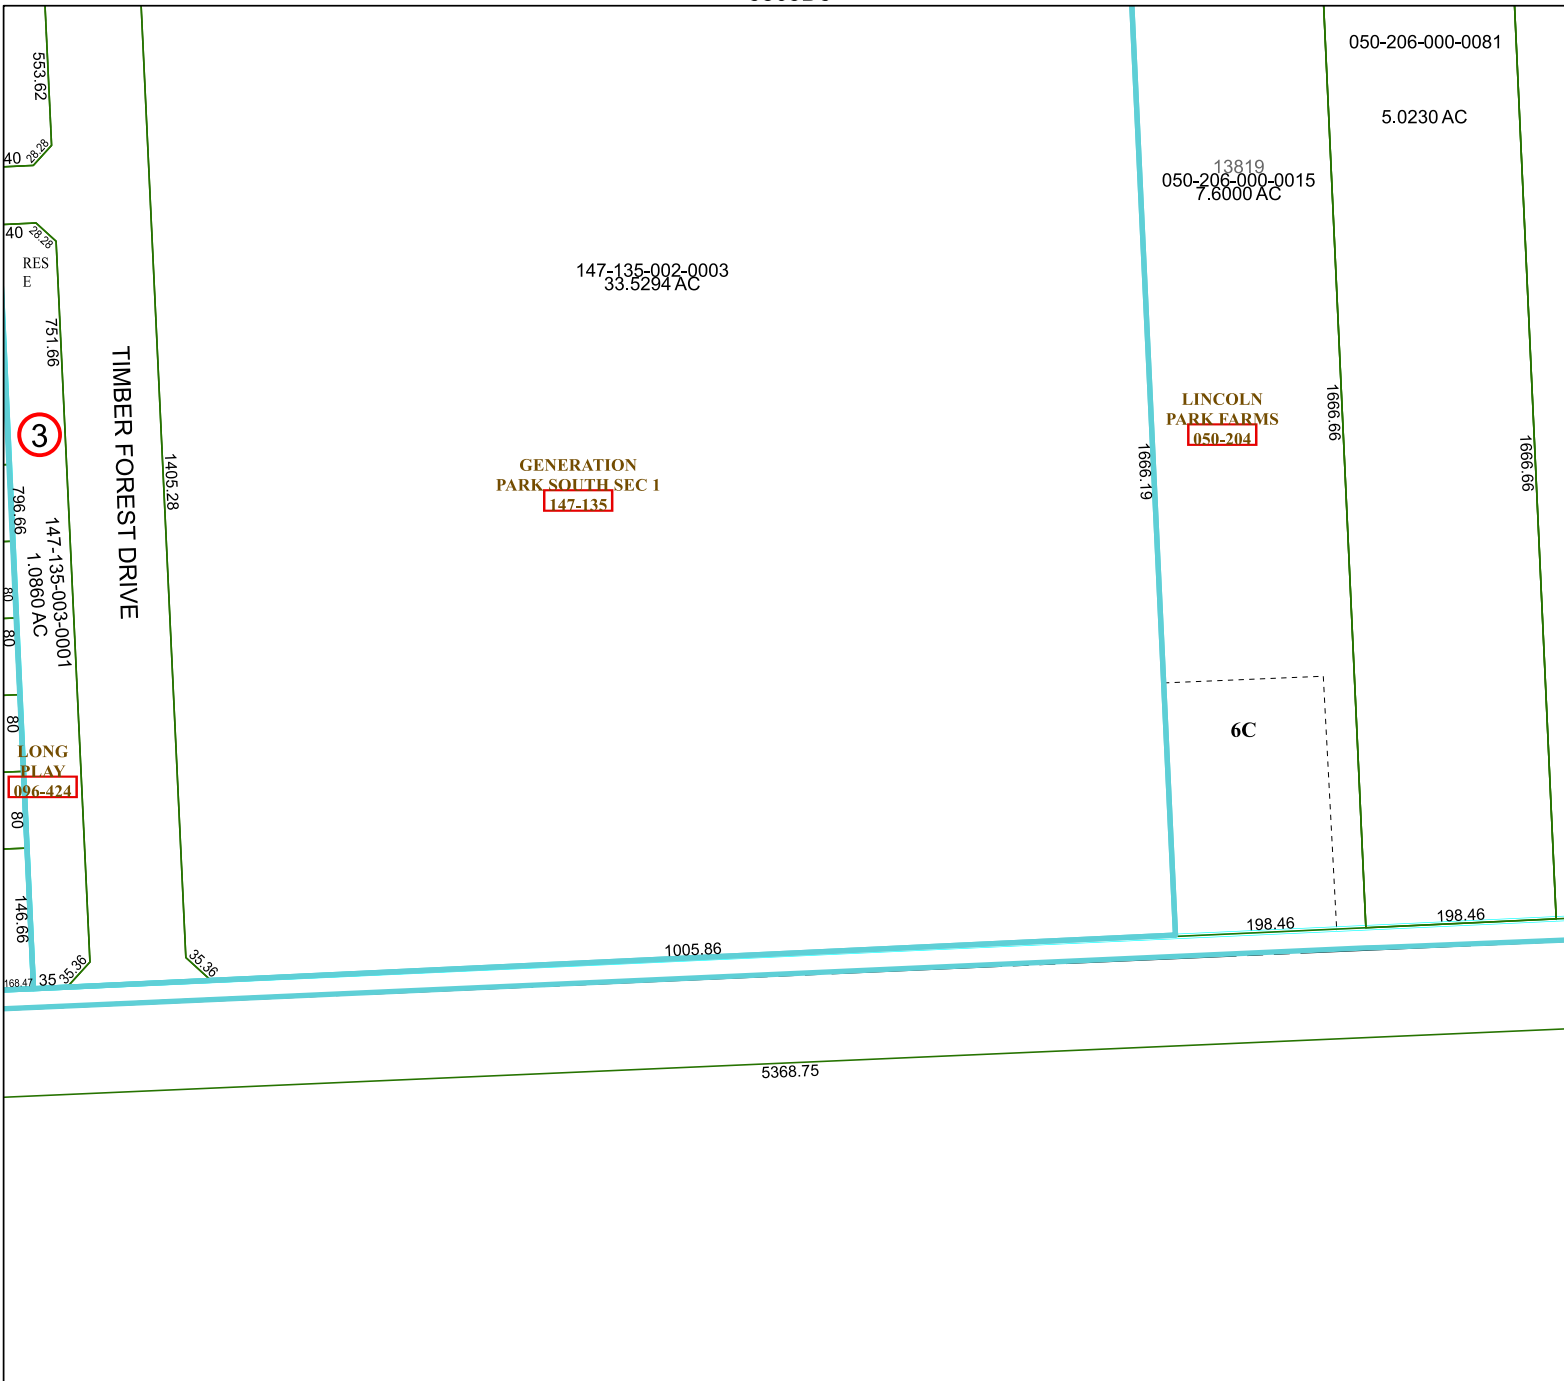 553.62
40
28.28
40
28.28
RES
E
751.66
3
796.66
147-135-003-0001
1.0860 AC
80
80
80
80
LONG
PLAY
096-424
146.66
168.47
35
35.36
TIMBER FOREST DRIVE
1405.28
35.36
147-135-002-0003
33.5294 AC
GENERATION
PARK SOUTH SEC 1
147-135
1005.86
5368.75
1666.19
13819
050-206-000-0015
7.6000 AC
LINCOLN
PARK FARMS
050-204
6C
198.46
1666.66
050-206-000-0081
5.0230 AC
1666.66
198.46